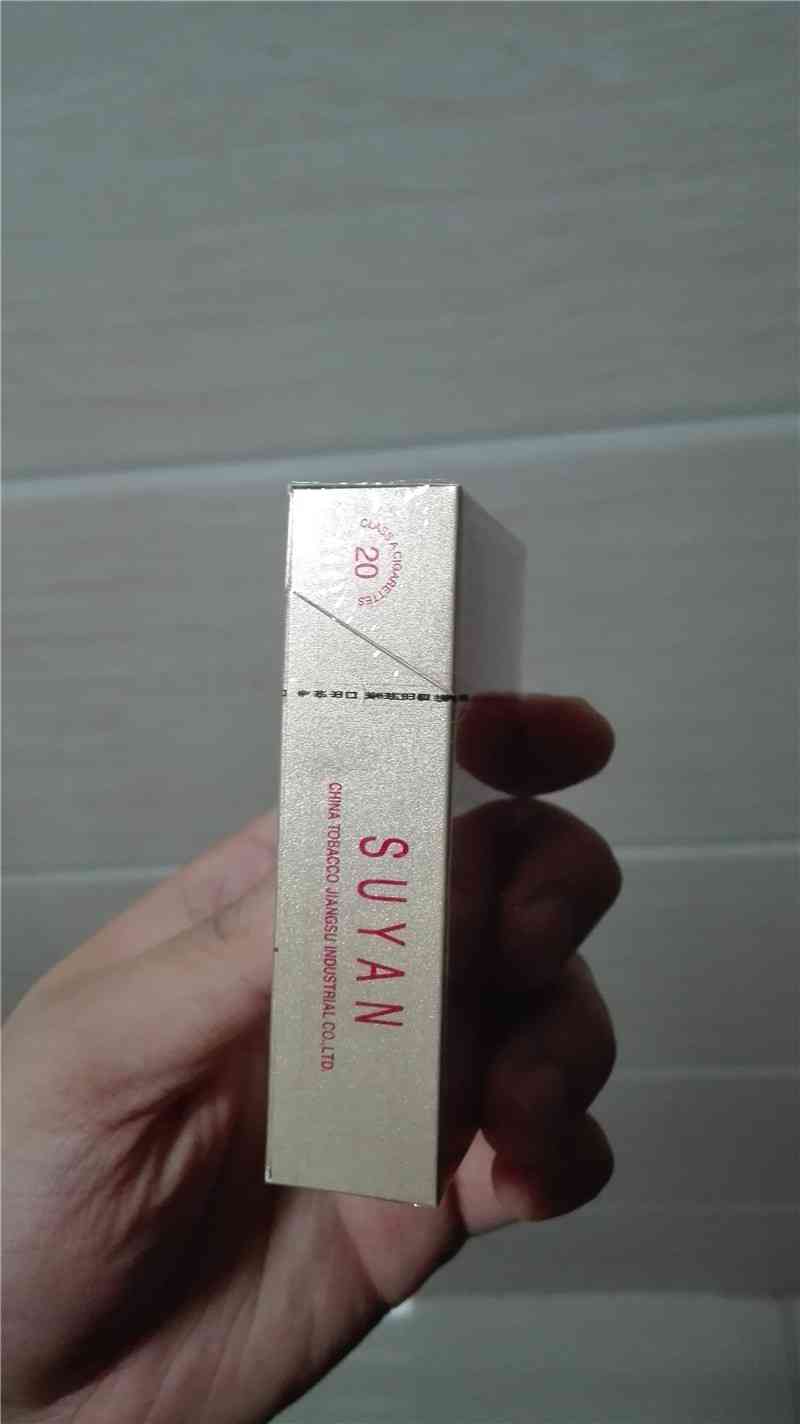 CLASS A CIGARETTES
20
SUYAN
CHINA TOBACCO JIANGSU INDUSTRIAL CO.,LTD.